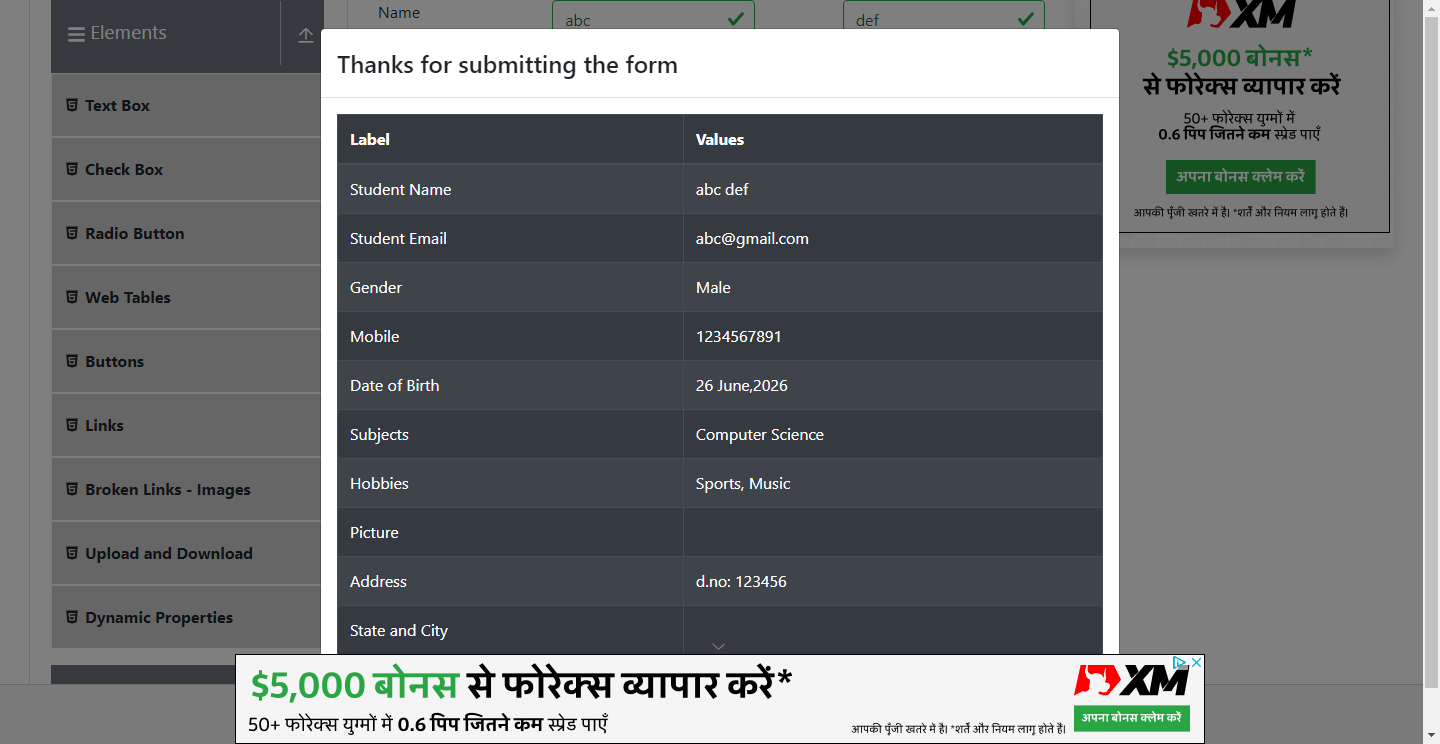 Name
abc
def
Elements
Thanks for submitting the form
Label Values
Student Name abc def
Student Email abc@gmail.com
Gender Male
Mobile 1234567891
Date of Birth 26 June,2026
Subjects Computer Science
Hobbies Sports, Music
Picture
Address d.no: 123456
State and City
Text Box
Check Box
Radio Button
Web Tables
Buttons
Links
Broken Links - Images
Upload and Download
Dynamic Properties
XM
$5,000 बोनस*
से फोरेक्स व्यापार करें
50+ फोरेक्स युग्मों में
0.6 पिप जितने कम स्प्रेड पाएँ
अपना बोनस क्लेम करें
आपकी पूँजी खतरे में है। *शर्तें और नियम लागू होते हैं।
$5,000 बोनस से फोरेक्स व्यापार करें*
50+ फोरेक्स युग्मों में 0.6 पिप जितने कम स्प्रेड पाएँ
आपकी पूँजी खतरे में है। *शर्तें और नियम लागू होते हैं।
XM
अपना बोनस क्लेम करें